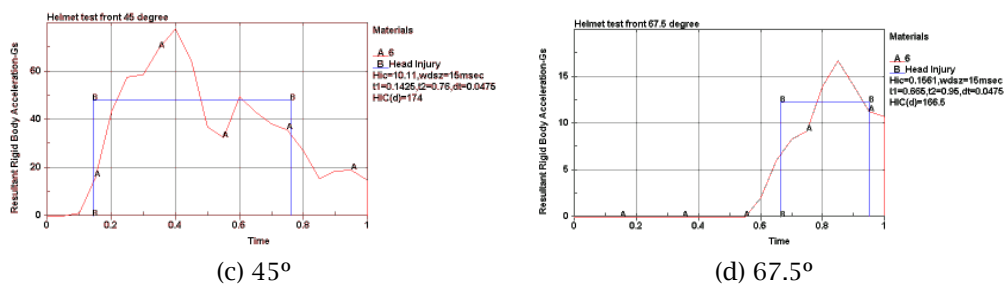 Helmet test front 45 degree
Materials
A 6
B Head Injury
Hic=10.11,wdsz=15msec
t1=0.1425,t2=0.76,dt=0.0475
HIC(d)=174
Resultant Rigid Body Acceleration-Gs
60
40
20
0
0 0.2 0.4 0.6 0.8 1
Time
A
A
A
A
A
B
B
B
(c) 45º
Helmet test front 67.5 degree
Materials
A 6
B Head Injury
Hic=0.1561,wdsz=15msec
t1=0.665,t2=0.95,dt=0.0475
HIC(d)=166.5
Resultant Rigid Body Acceleration-Gs
15
10
5
0
0 0.2 0.4 0.6 0.8 1
Time
A
A
A
A
A
B
B
B
(d) 67.5º